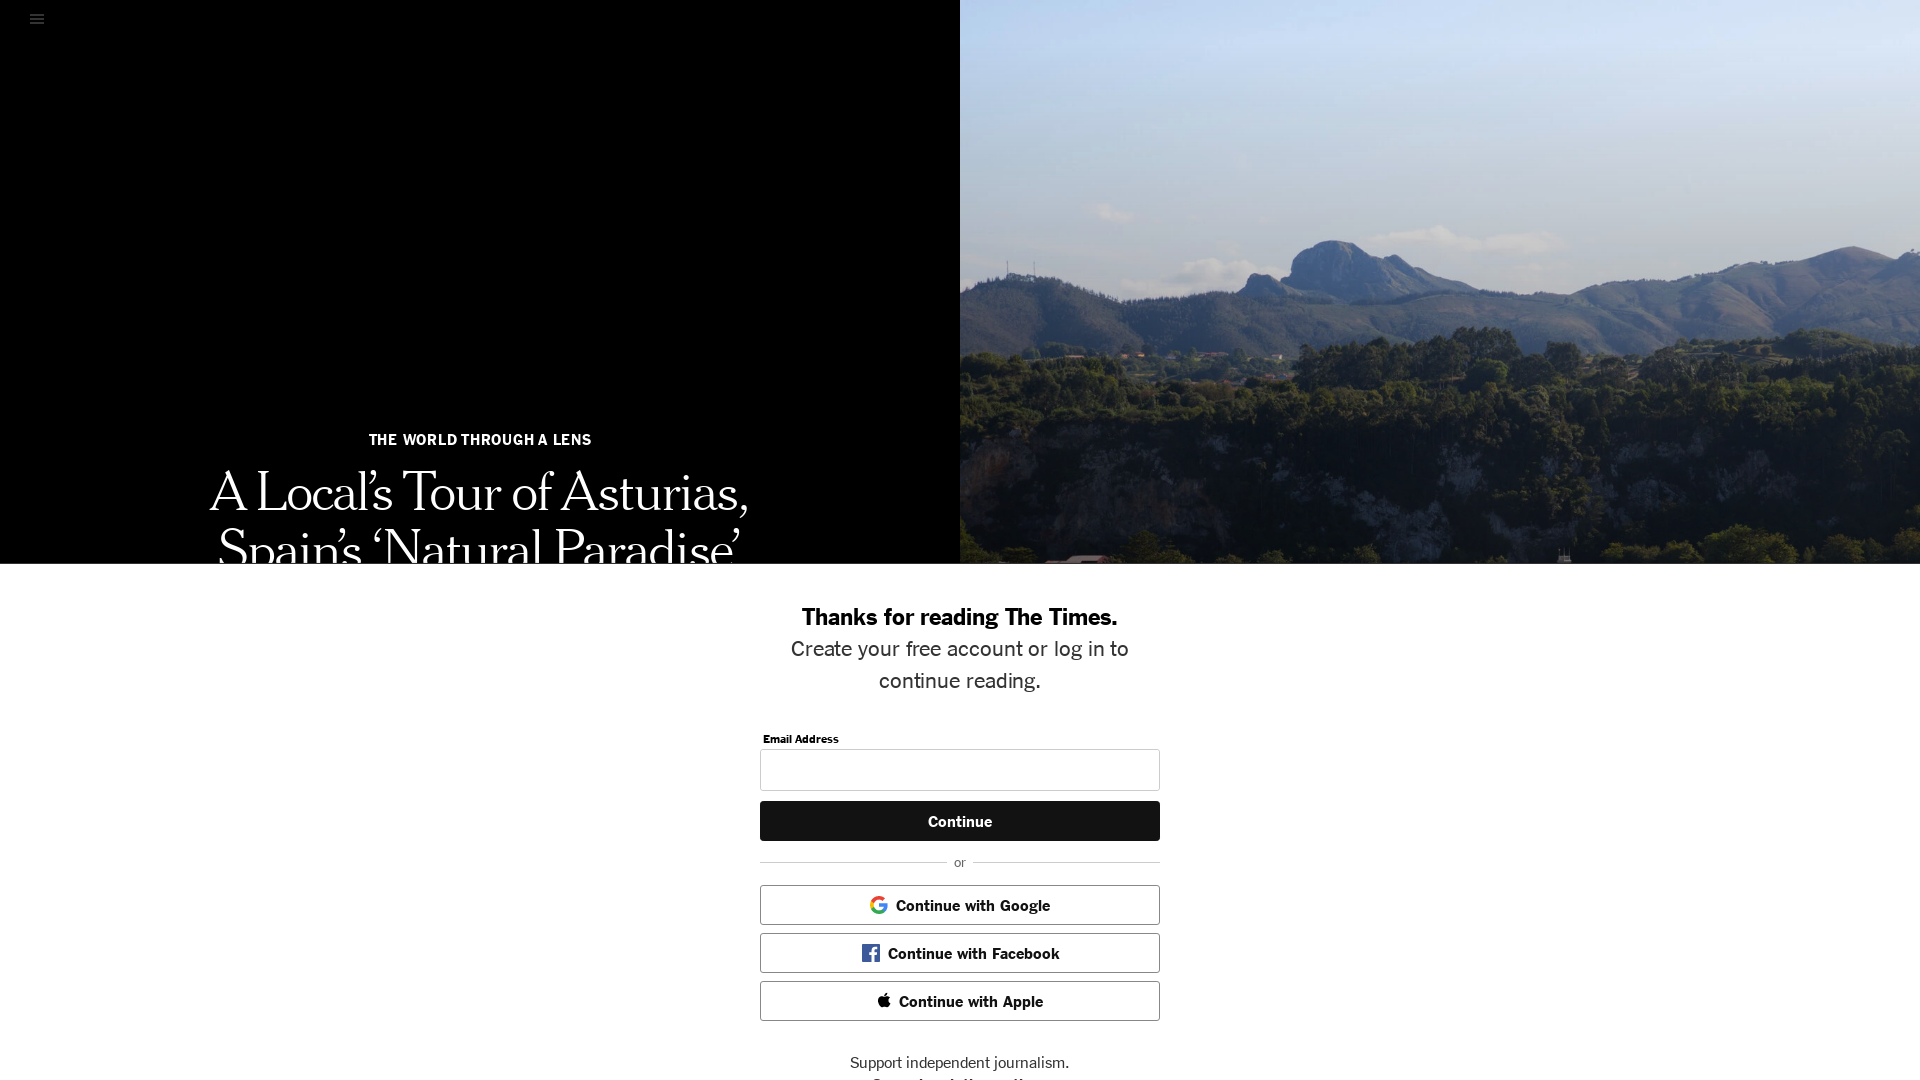 THE WORLD THROUGH A LENS
A Local’s Tour of Asturias,
Spain’s ‘Natural Paradise’
Thanks for reading The Times.
Create your free account or log in to
continue reading.
Email Address
Continue
or
Continue with Google
Continue with Facebook
Continue with Apple
Support independent journalism.